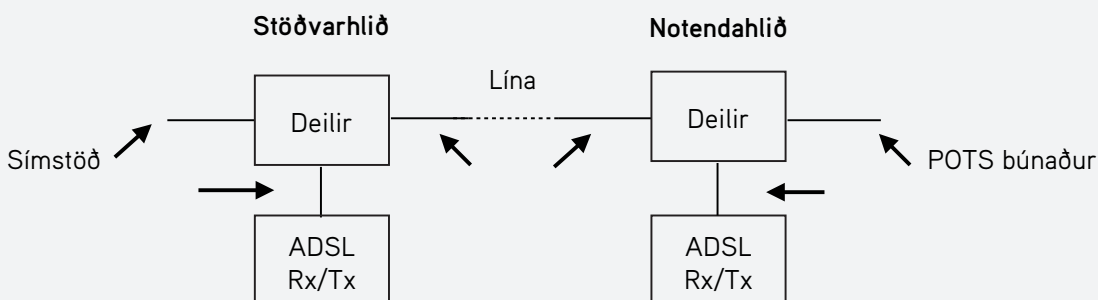 Stöðvarhlið
Notendahlið
Lína
Deilir
Deilir
Símstöð
POTS búnaður
ADSL
Rx/Tx
ADSL
Rx/Tx